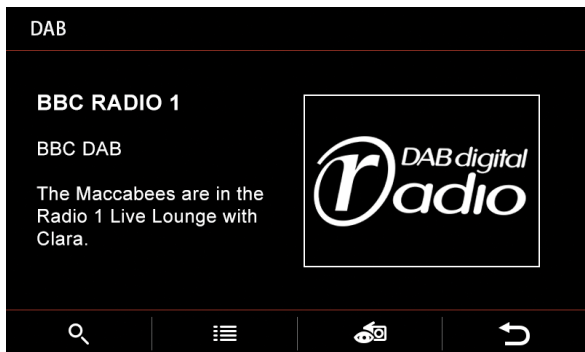 DAB
BBC RADIO 1
BBC DAB
The Maccabees are in the
Radio 1 Live Lounge with
Clara.
DAB digital
radio